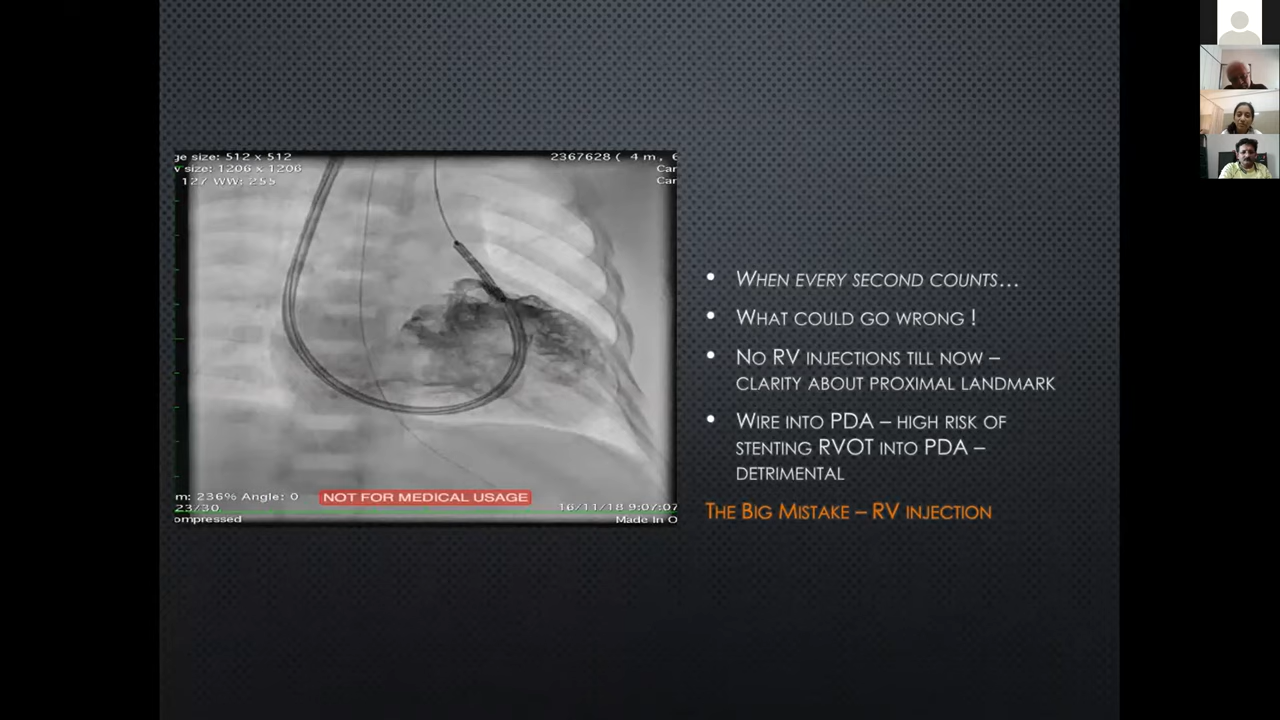 ge size: 512 x 512
2367628 ( 4 m, 6
v size: 1206 x 1206
Car
127 WW: 255
Car
• When every second counts…
• What could go wrong !
• No RV injections till now –
clarity about proximal landmark
• Wire into PDA – high risk of
stenting RVOT into PDA –
detrimental
The Big Mistake – RV injection
m: 236% Angle: 0
NOT FOR MEDICAL USAGE
23/30
16/11/18 9:07:07
ompressed
Made In O